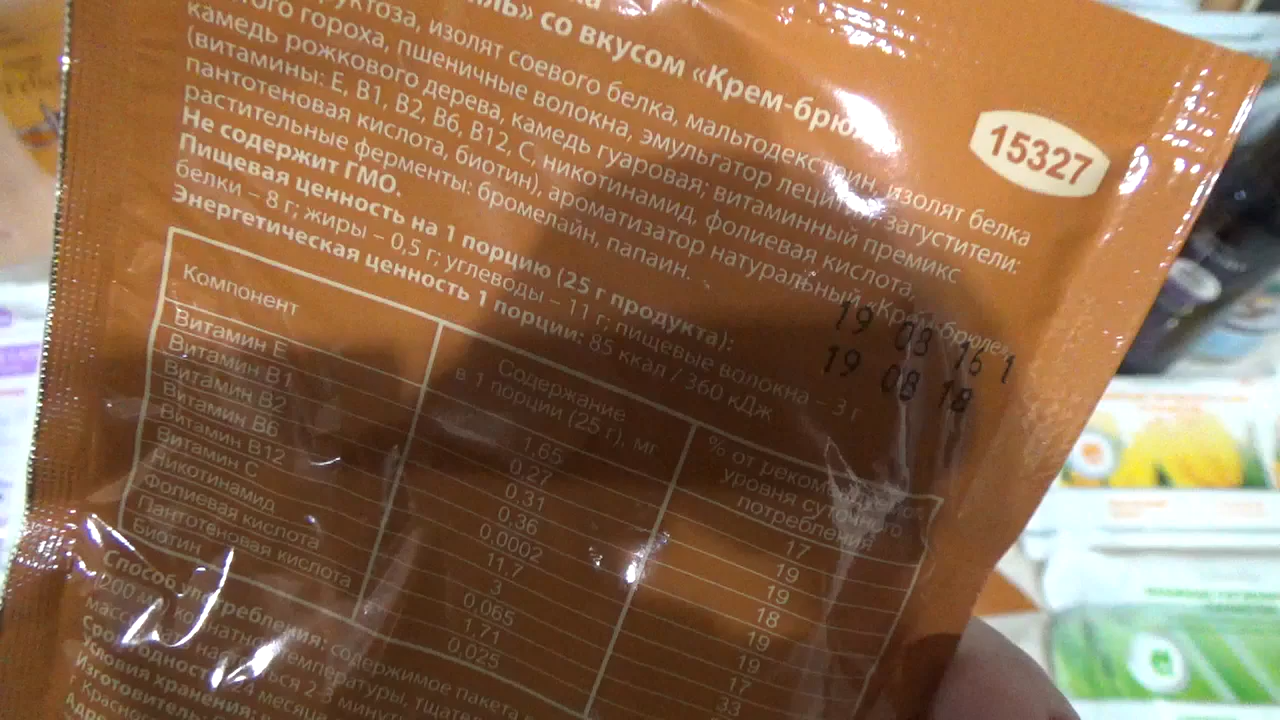 ль» со вкусом «Крем-брю
изолят соевого белка, мальтодекстрин, изолят белка
гороха, пшеничные волокна, эмульгатор лецитин, загустители:
камедь рожкового дерева, камедь гуаровая; витаминный премикс
(витамины: Е, В1, В2, В6, В12, С, никотинамид, фолиевая кислота,
пантотеновая кислота, биотин), ароматизатор натуральный «Крем-брюле»,
растительные ферменты: бромелайн, папаин.
Не содержит ГМО.
Пищевая ценность на 1 порцию (25 г продукта):
белки – 8 г; жиры – 0,5 г; углеводы – 11 г; пищевые волокна – 3 г
Энергетическая ценность 1 порции: 85 ккал / 360 кДж
15327
19 03 16 1
19 08 18
Компонент
Содержание
в 1 порции (25 г), мг
% от рекомендуемого
уровня суточного
потребления
Витамин Е 1,65 17
Витамин В1 0,27 19
Витамин В2 0,31 19
Витамин В6 0,36 18
Витамин В12 0,0002 19
Витамин С 11,7 19
Никотинамид 3 17
Фолиевая кислота 0,065 33
Пантотеновая кислота 1,71
Биотин 0,025
Способ употребления: содержимое пакета
(200 мл) комнатной температуры,
2-3
Срок годности: 24 месяца
Условия хранения:
Изготовитель:
г. Красного